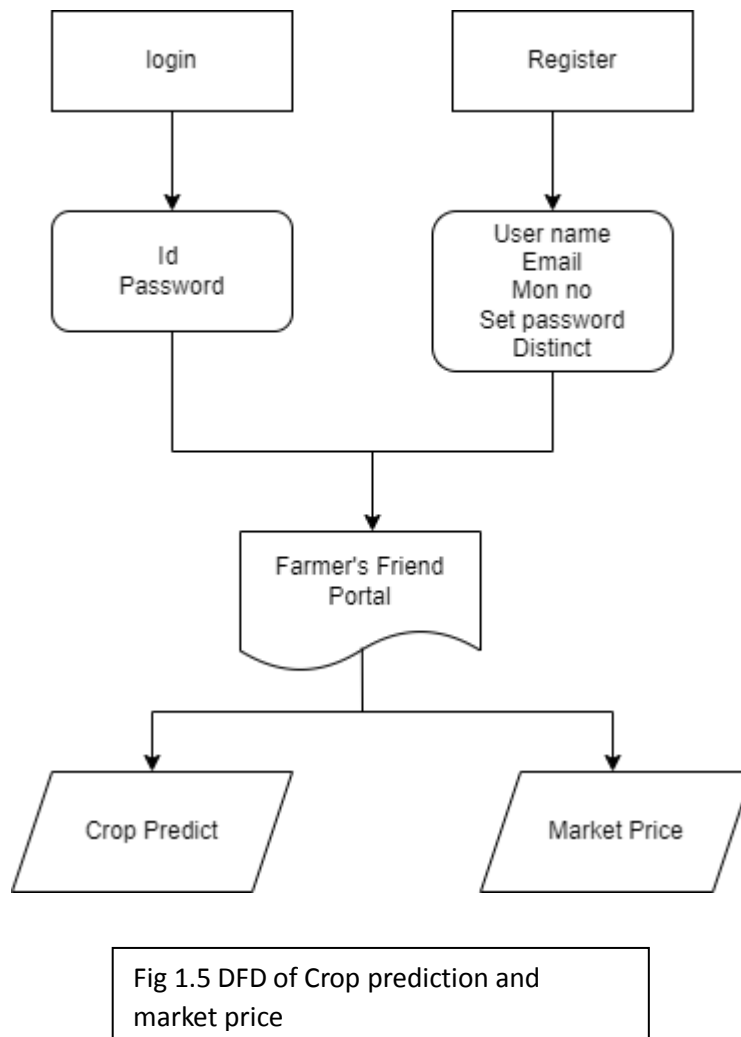 login
Register
Id
Password
User name
Email
Mon no
Set password
Distinct
Farmer's Friend
Portal
Crop Predict
Market Price
Fig 1.5 DFD of Crop prediction and
market price